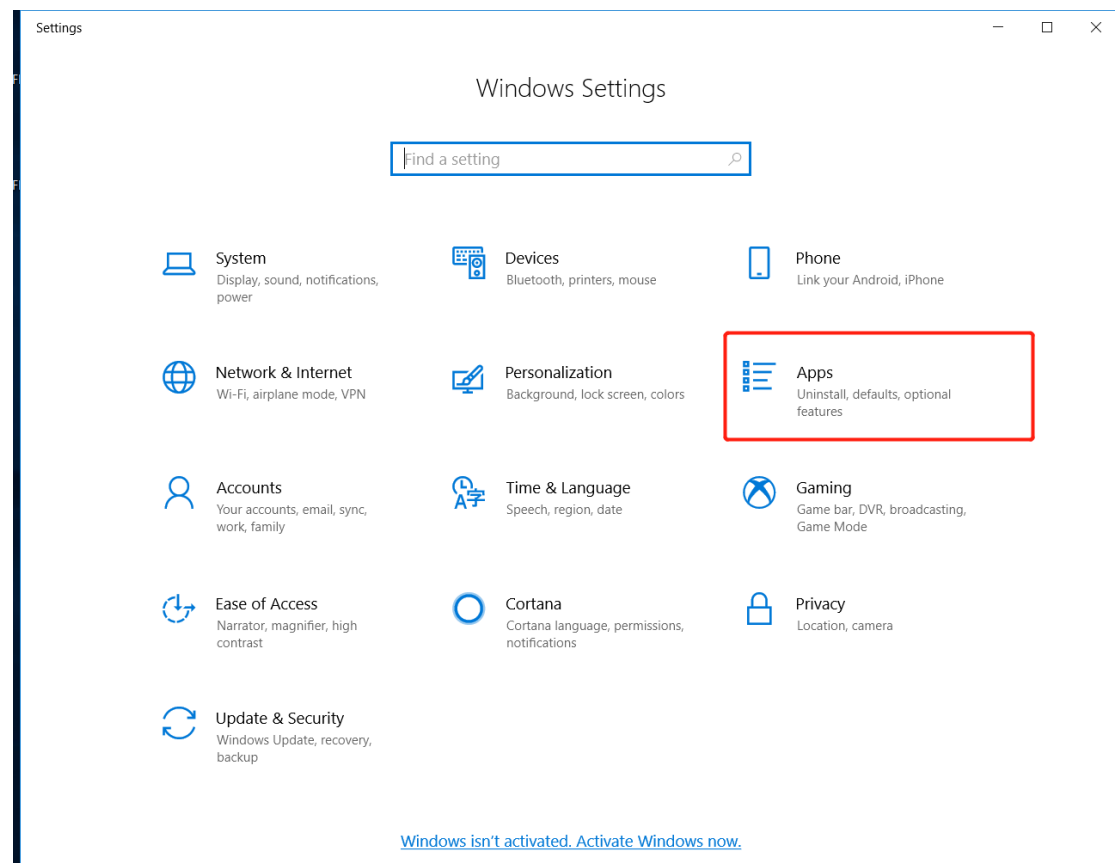 Settings
Windows Settings
Find a setting
System
Display, sound, notifications,
power
Devices
Bluetooth, printers, mouse
Phone
Link your Android, iPhone
Network & Internet
Wi-Fi, airplane mode, VPN
Personalization
Background, lock screen, colors
Apps
Uninstall, defaults, optional
features
Accounts
Your accounts, email, sync,
work, family
Time & Language
Speech, region, date
Gaming
Game bar, DVR, broadcasting,
Game Mode
Ease of Access
Narrator, magnifier, high
contrast
Cortana
Cortana language, permissions,
notifications
Privacy
Location, camera
Update & Security
Windows Update, recovery,
backup
Windows isn't activated. Activate Windows now.